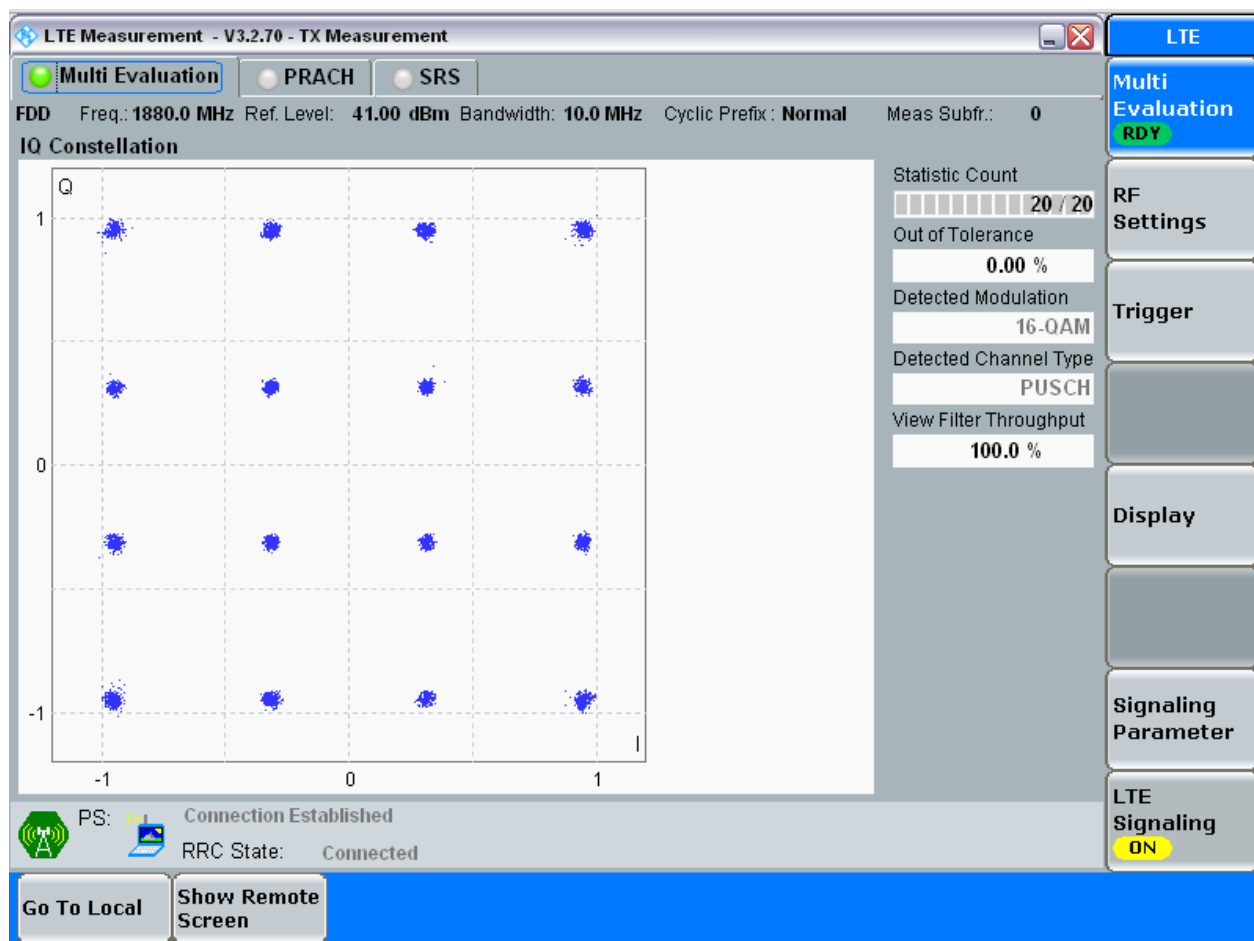 LTE Measurement - V3.2.70 - TX Measurement
LTE
Multi Evaluation PRACH SRS
Multi
Evaluation
RDY
FDD Freq.: 1880.0 MHz Ref. Level: 41.00 dBm Bandwidth: 10.0 MHz Cyclic Prefix : Normal Meas Subfr.: 0
IQ Constellation
Q
1
0
-1
I
-1 0 1
Statistic Count
20 / 20
Out of Tolerance
0.00 %
Detected Modulation
16-QAM
Detected Channel Type
PUSCH
View Filter Throughput
100.0 %
RF
Settings
Trigger
Display
Signaling
Parameter
LTE
Signaling
ON
PS: Connection Established
RRC State: Connected
Go To Local
Show Remote
Screen